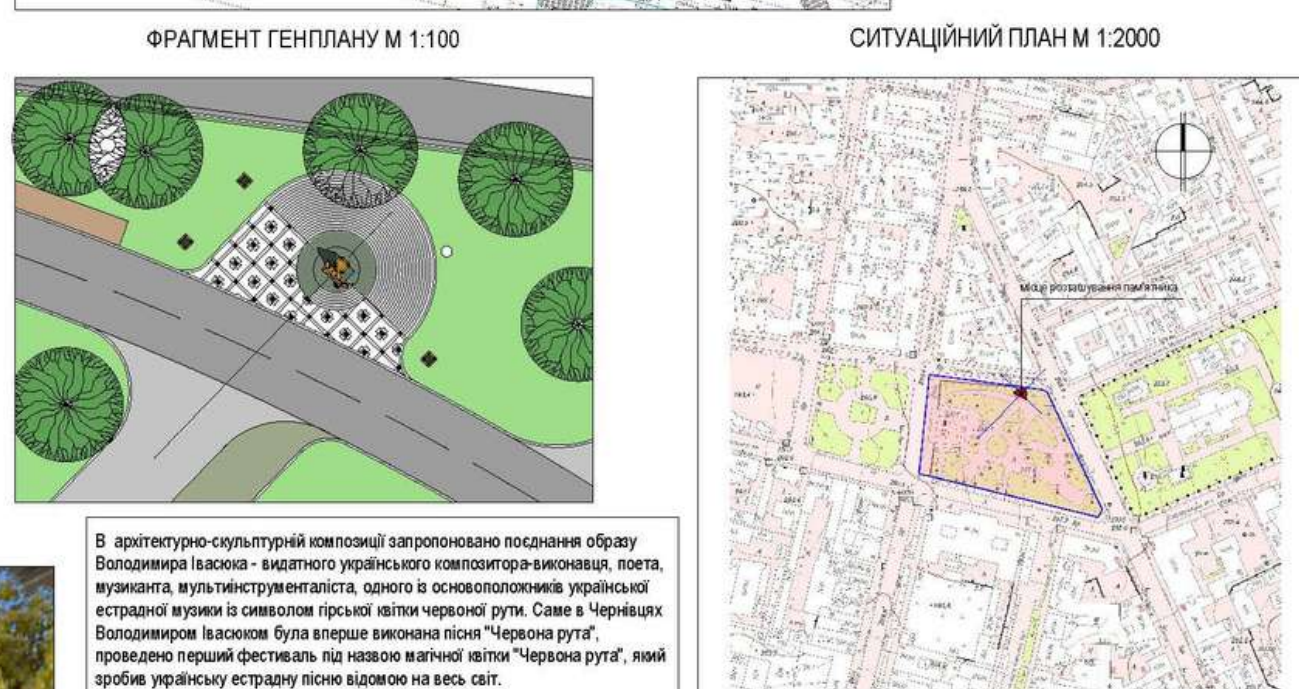 ФРАГМЕНТ ГЕНПЛАНУ М 1:100
СИТУАЦІЙНИЙ ПЛАН М 1:2000
місце розташування пам'ятника
В архітектурно-скульптурній композиції запропоновано поєднання образу
Володимира Івасюка - видатного українського композитора-виконавця, поета,
музиканта, мультиінструменталіста, одного із основоположників української
естрадної музики із символом гірської квітки червоної рути. Саме в Чернівцях
Володимиром Івасюком була вперше виконана пісня "Червона рута",
проведено перший фестиваль під назвою магічної квітки "Червона рута", який
зробив українську естрадну пісню відомою на весь світ.